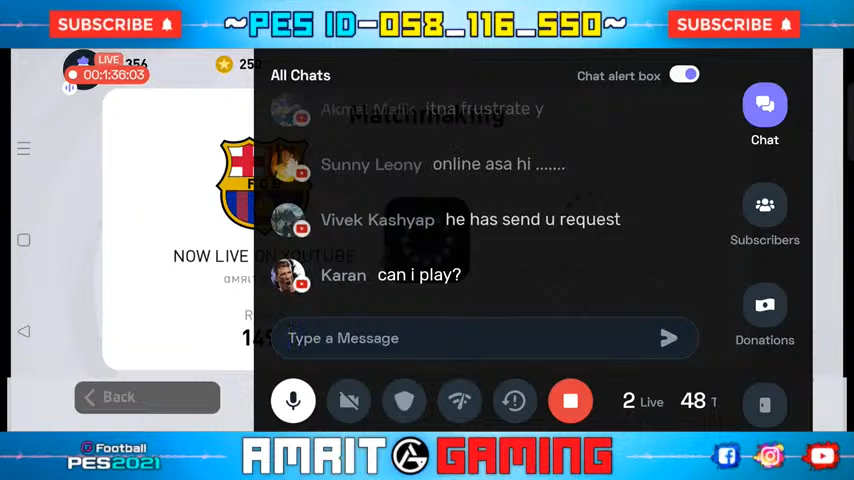 SUBSCRIBE
~PES ID-058_116_550~
SUBSCRIBE
LIVE
356
250
00:1:36:03
All Chats
Chat alert box
Matchmaking
Akmal Malik itna frustrate y
Chat
Sunny Leony online asa hi .......
Vivek Kashyap he has send u request
Subscribers
NOW LIVE ON YOUTUBE
Karan can i play?
Type a Message
Donations
Back
2 Live
48 T
eFootball
PES2021
AMRIT GAMING